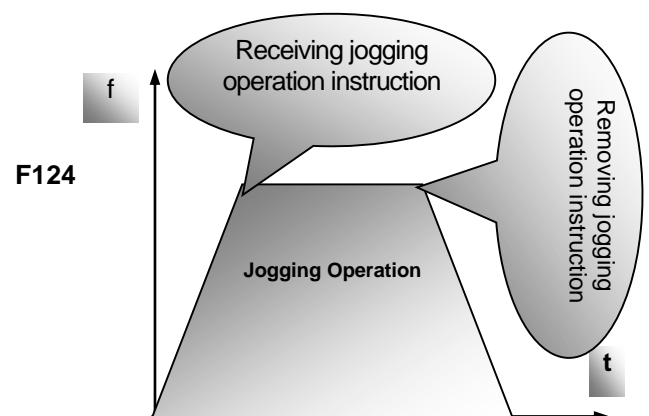 Receiving jogging
operation instruction
f
Removing jogging
operation instruction
F124
Jogging Operation
t